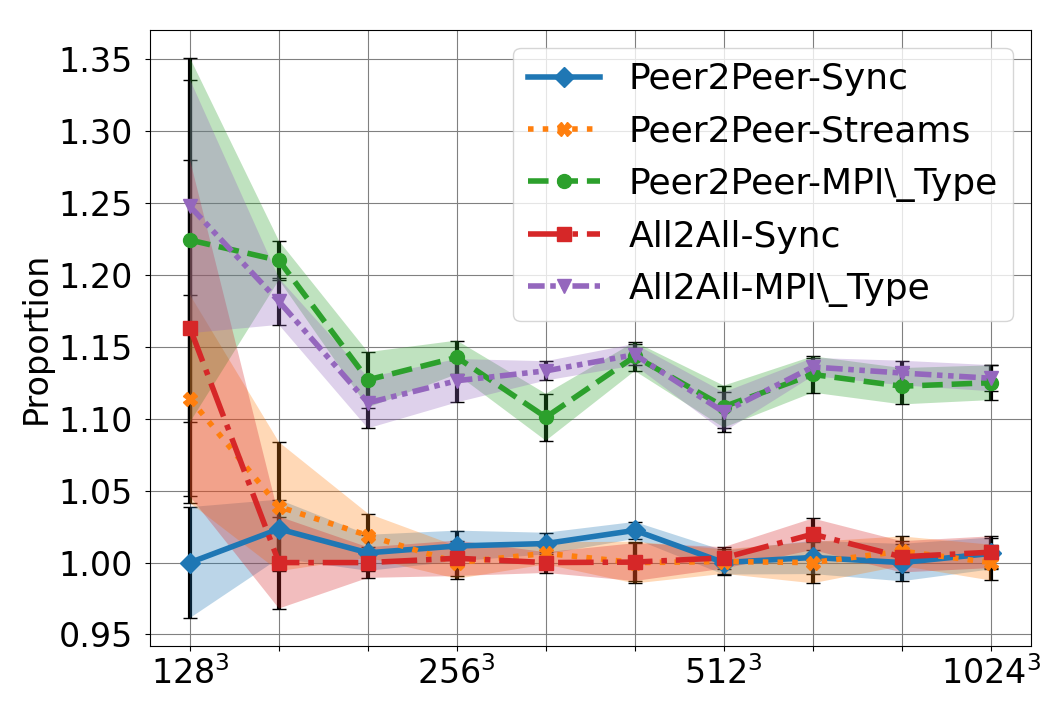 Proportion
1.35
1.30
1.25
1.20
1.15
1.10
1.05
1.00
0.95
Peer2Peer-Sync
Peer2Peer-Streams
Peer2Peer-MPI\_Type
All2All-Sync
All2All-MPI\_Type
128³ 256³ 512³ 1024³